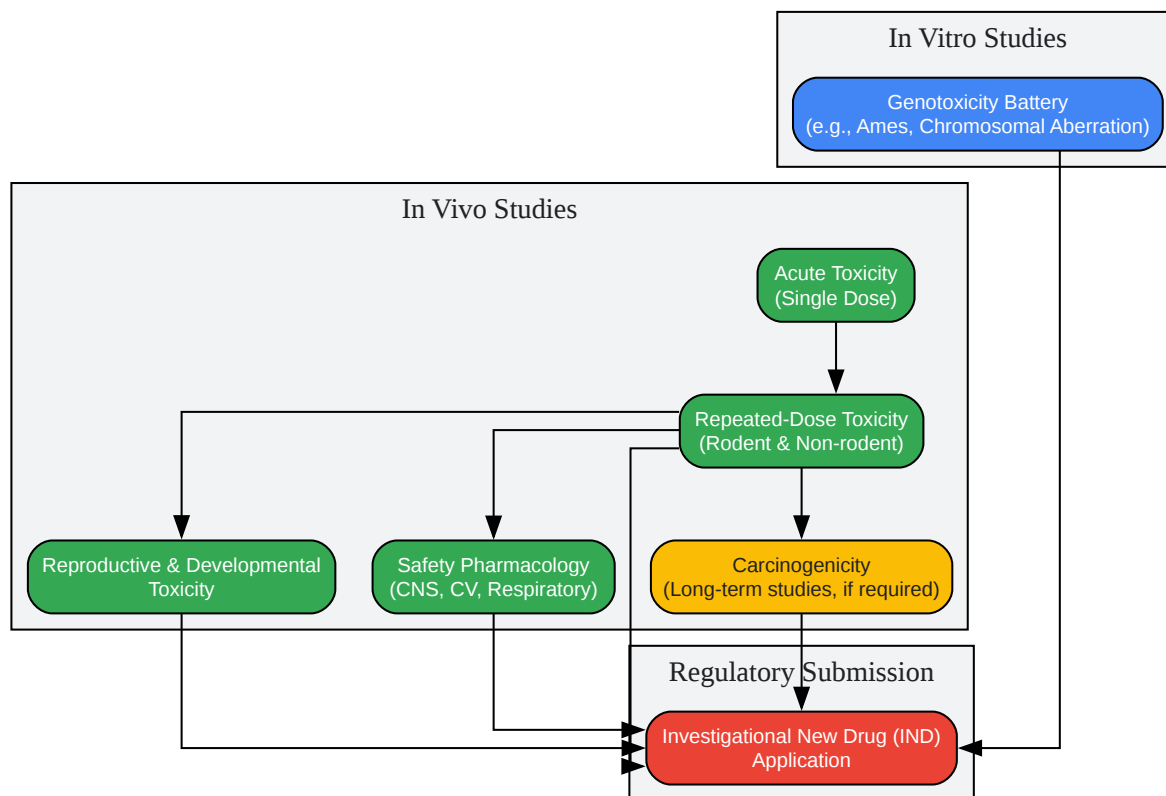 In Vitro Studies
Genotoxicity Battery
(e.g., Ames, Chromosomal Aberration)
In Vivo Studies
Acute Toxicity
(Single Dose)
Repeated-Dose Toxicity
(Rodent & Non-rodent)
Reproductive & Developmental
Toxicity
Safety Pharmacology
(CNS, CV, Respiratory)
Carcinogenicity
(Long-term studies, if required)
Regulatory Submission
Investigational New Drug (IND)
Application